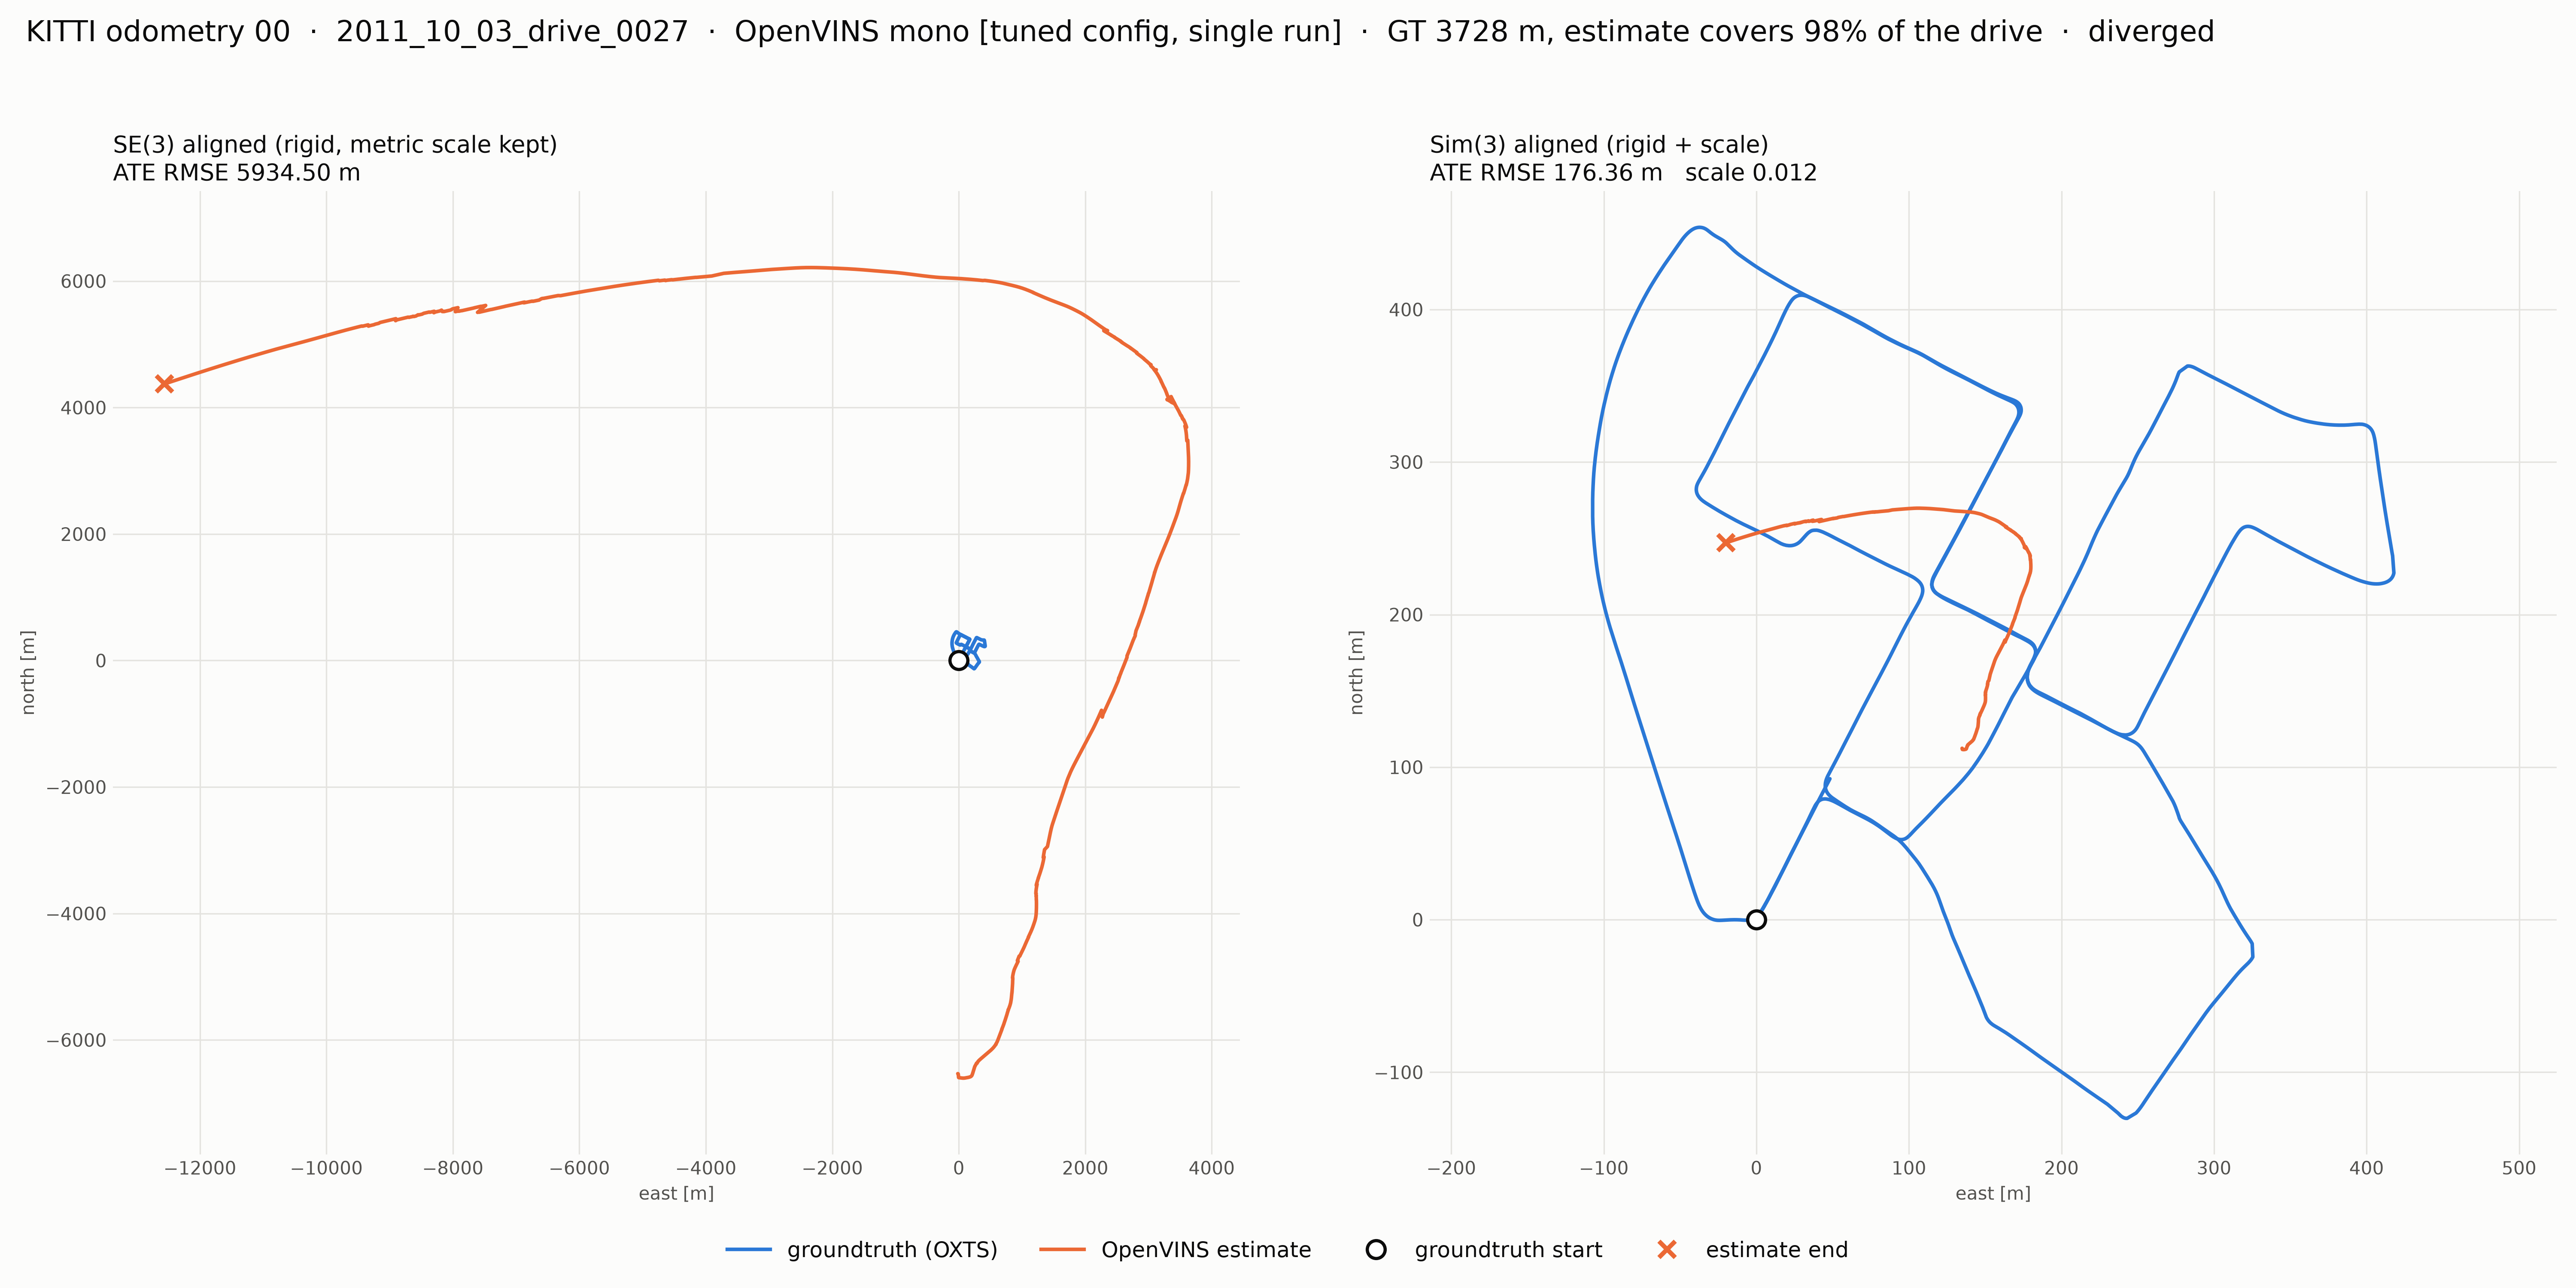 KITTI odometry 00 · 2011_10_03_drive_0027 · OpenVINS mono [tuned config, single run] · GT 3728 m, estimate covers 98% of the drive · diverged
SE(3) aligned (rigid, metric scale kept)
ATE RMSE 5934.50 m
6000
4000
2000
0
−2000
−4000
−6000
north [m]
−12000 −10000 −8000 −6000 −4000 −2000 0 2000 4000
east [m]
Sim(3) aligned (rigid + scale)
ATE RMSE 176.36 m scale 0.012
400
300
200
100
0
−100
north [m]
−200 −100 0 100 200 300 400 500
east [m]
groundtruth (OXTS) OpenVINS estimate groundtruth start estimate end